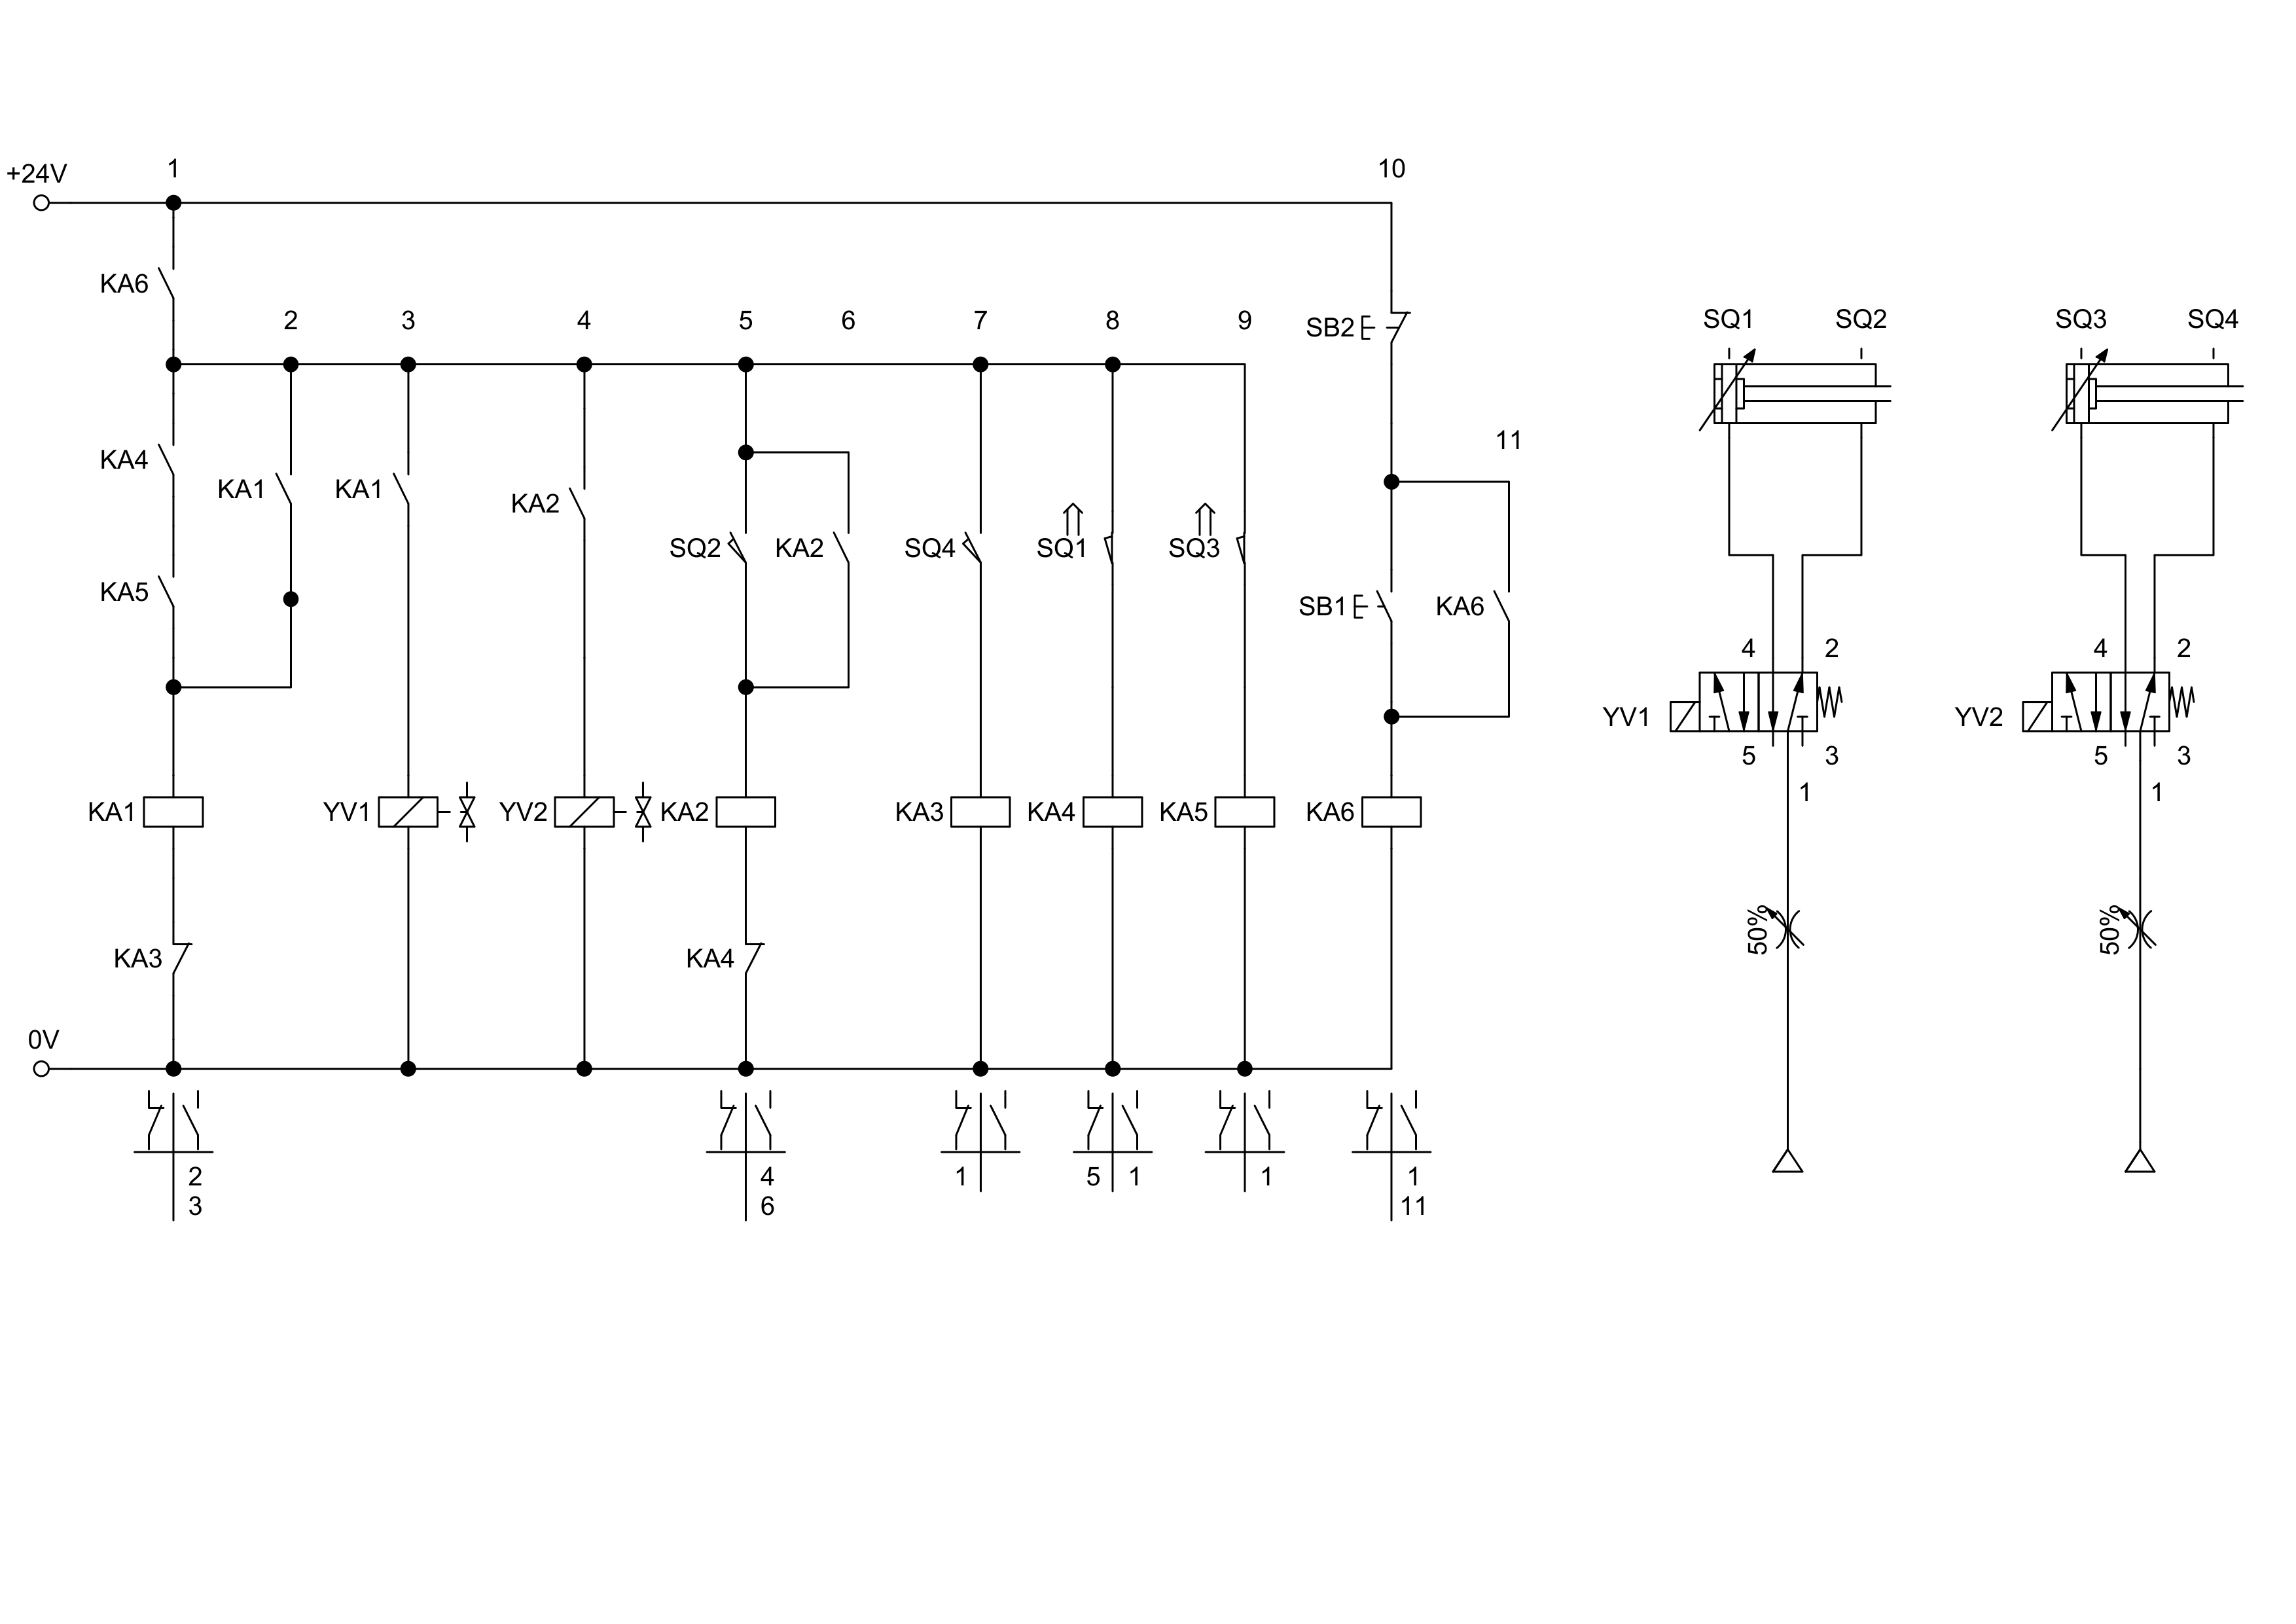 1 10
+24V
KA6
2 3 4 5 6 7 8 9
SB2
SQ1 SQ2 SQ3 SQ4
11
KA4 KA1 KA1 KA2
SQ2 KA2 SQ4 SQ1 SQ3
KA5 SB1 KA6
4 2 4 2
YV1 YV2
5 3 5 3
1 1
KA1 YV1 YV2 KA2 KA3 KA4 KA5 KA6
50% 50%
KA3 KA4
0V
2 4 1 5 1 1 1
3 6 11